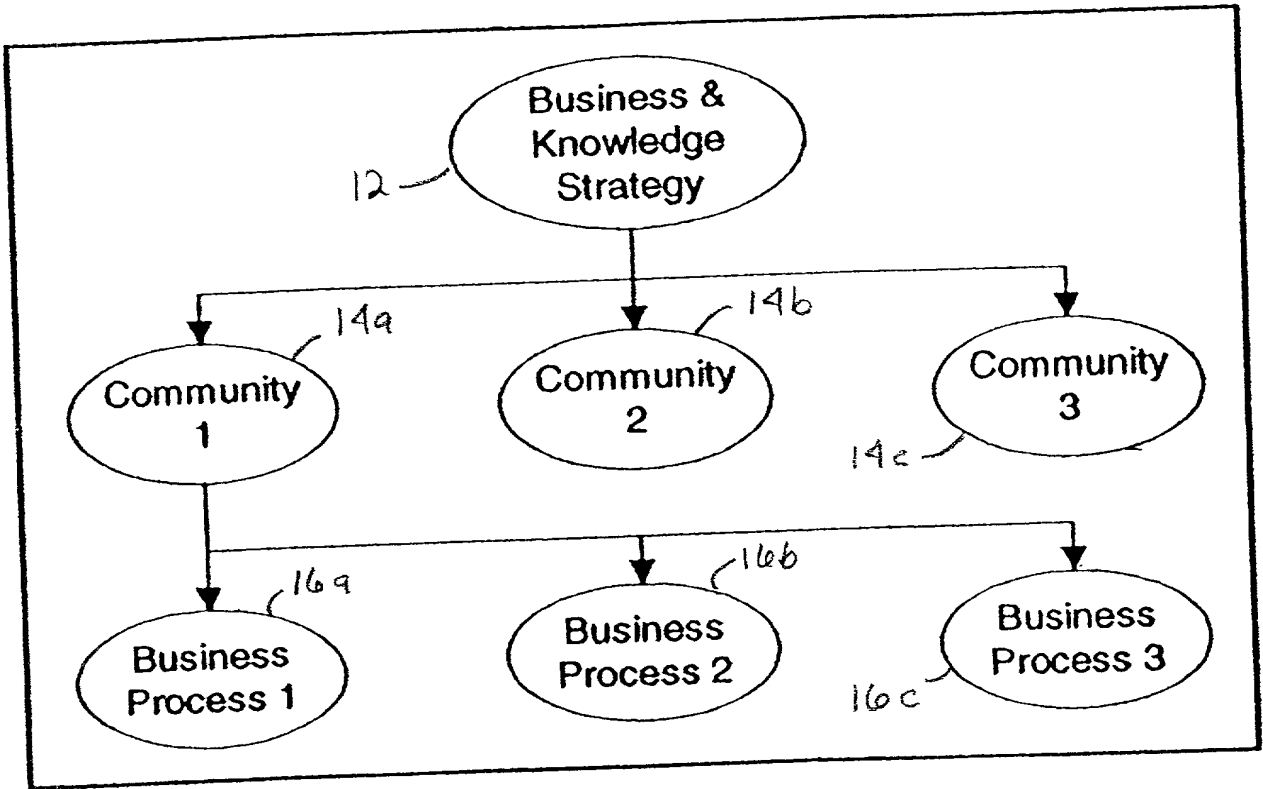 Business &
Knowledge
Strategy
12
14a
14b
Community
1
Community
2
Community
3
14c
16a
16b
Business
Process 1
Business
Process 2
Business
Process 3
16c